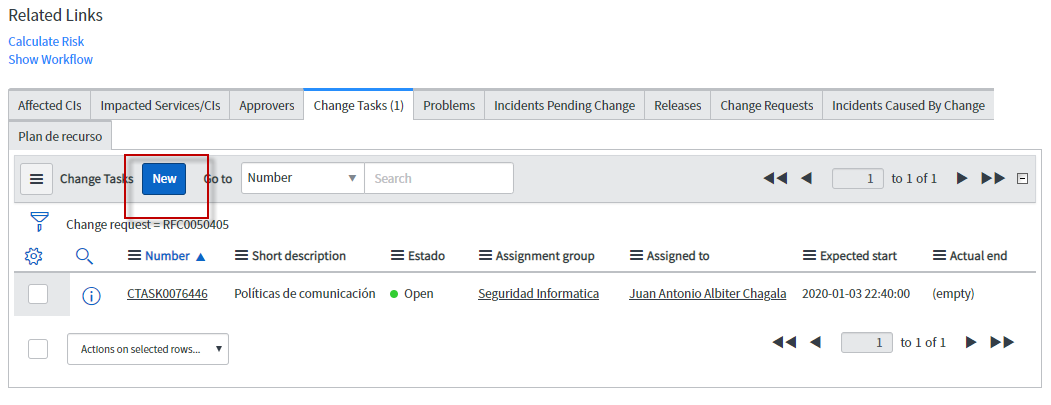 Related Links
Calculate Risk
Show Workflow
Affected CIs Impacted Services/CIs Approvers Change Tasks (1) Problems Incidents Pending Change Releases Change Requests Incidents Caused By Change
Plan de recurso
Change Tasks New Go to Number Search 1 to 1 of 1
Change request = RFC0050405
Number Short description Estado Assignment group Assigned to Expected start Actual end
CTASK0076446 Políticas de comunicación Open Seguridad Informatica Juan Antonio Albiter Chagala 2020-01-03 22:40:00 (empty)
Actions on selected rows... 1 to 1 of 1